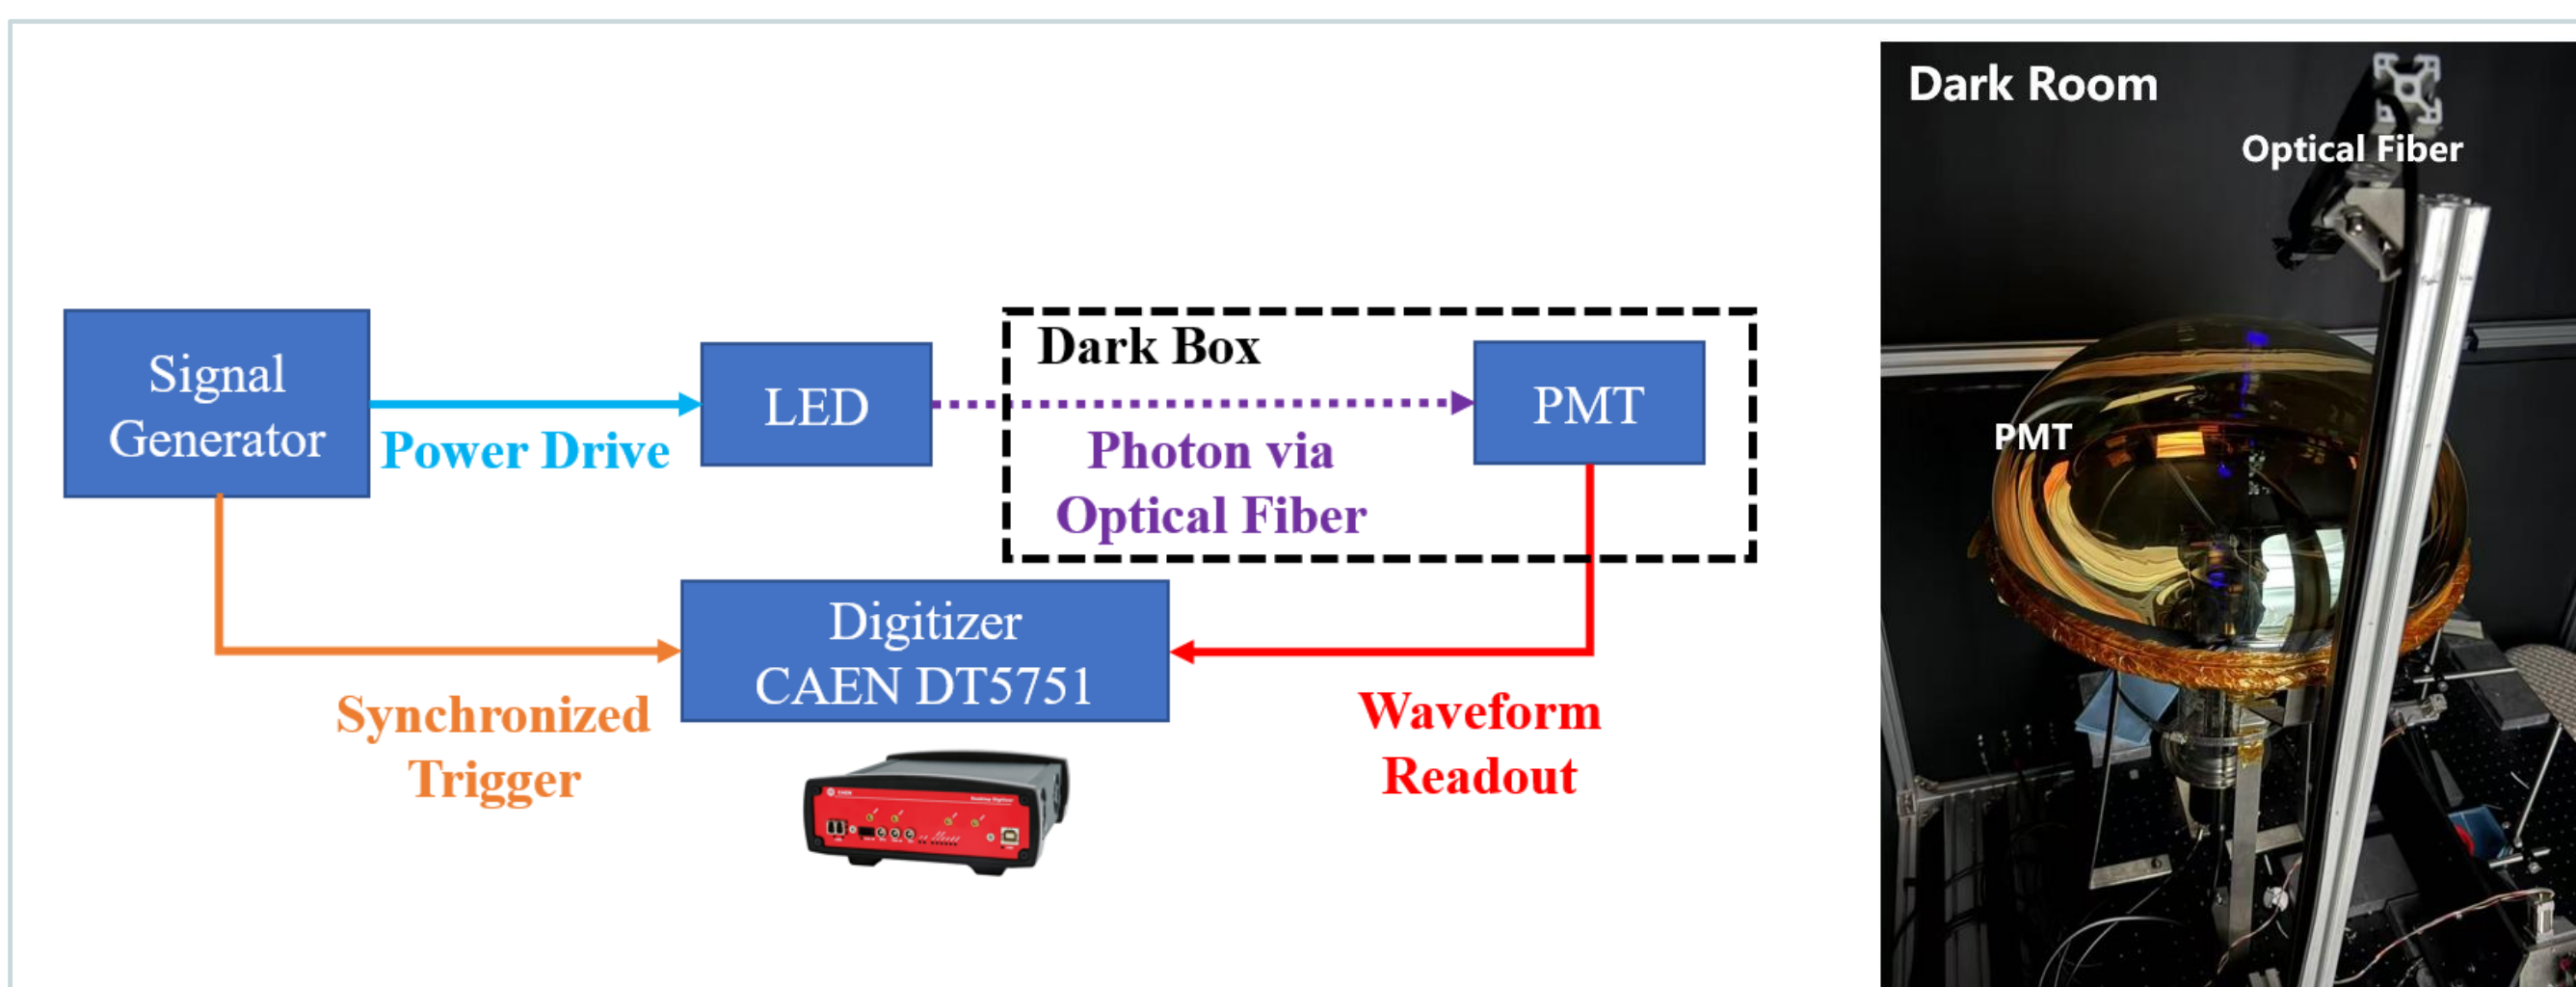 Signal
Generator
Power Drive
LED
Dark Box
Photon via
Optical Fiber
PMT
Synchronized
Trigger
Digitizer
CAEN DT5751
Waveform
Readout
Dark Room
Optical Fiber
PMT